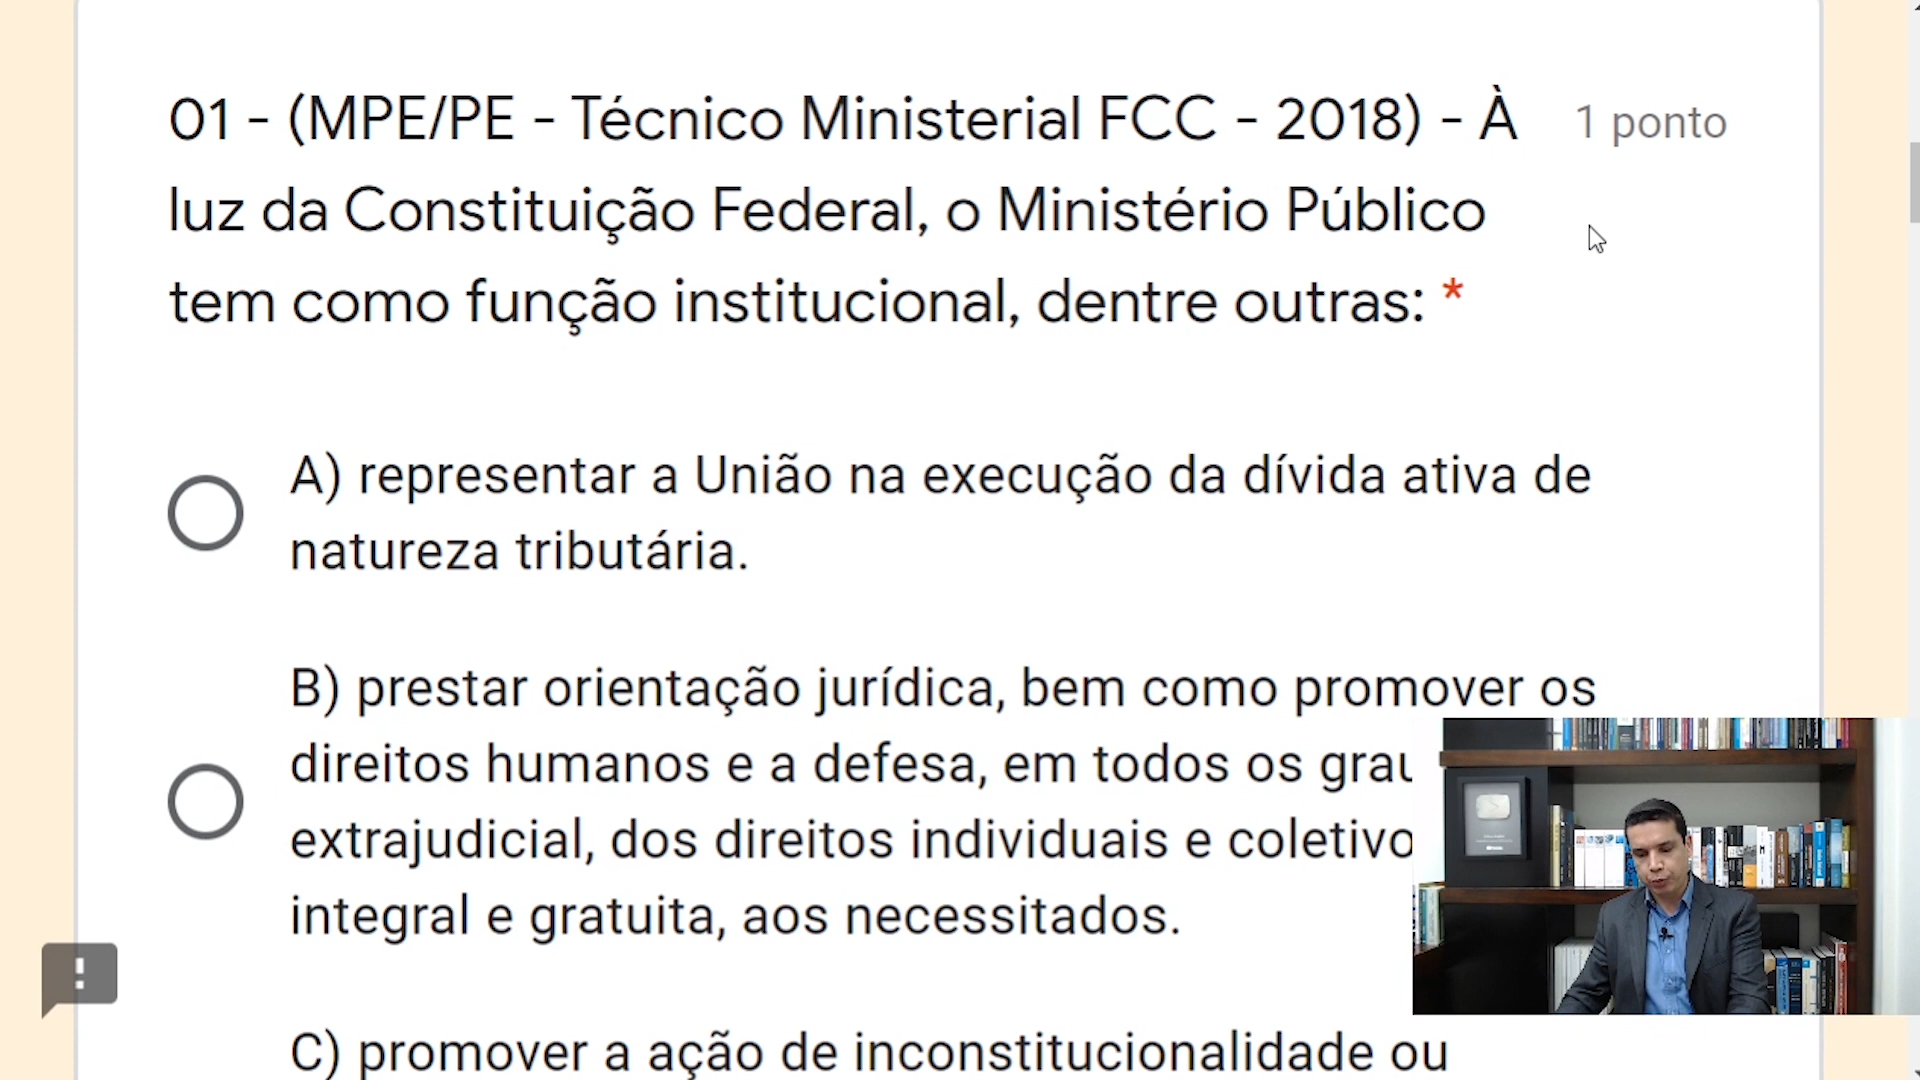 01 - (MPE/PE - Técnico Ministerial FCC - 2018) - À
1 ponto
luz da Constituição Federal, o Ministério Público
tem como função institucional, dentre outras: *
A) representar a União na execução da dívida ativa de
natureza tributária.
B) prestar orientação jurídica, bem como promover os
direitos humanos e a defesa, em todos os
extrajudicial, dos direitos individuais e
integral e gratuita, aos necessitados.
C) promover a ação de inconstitucionalidade ou